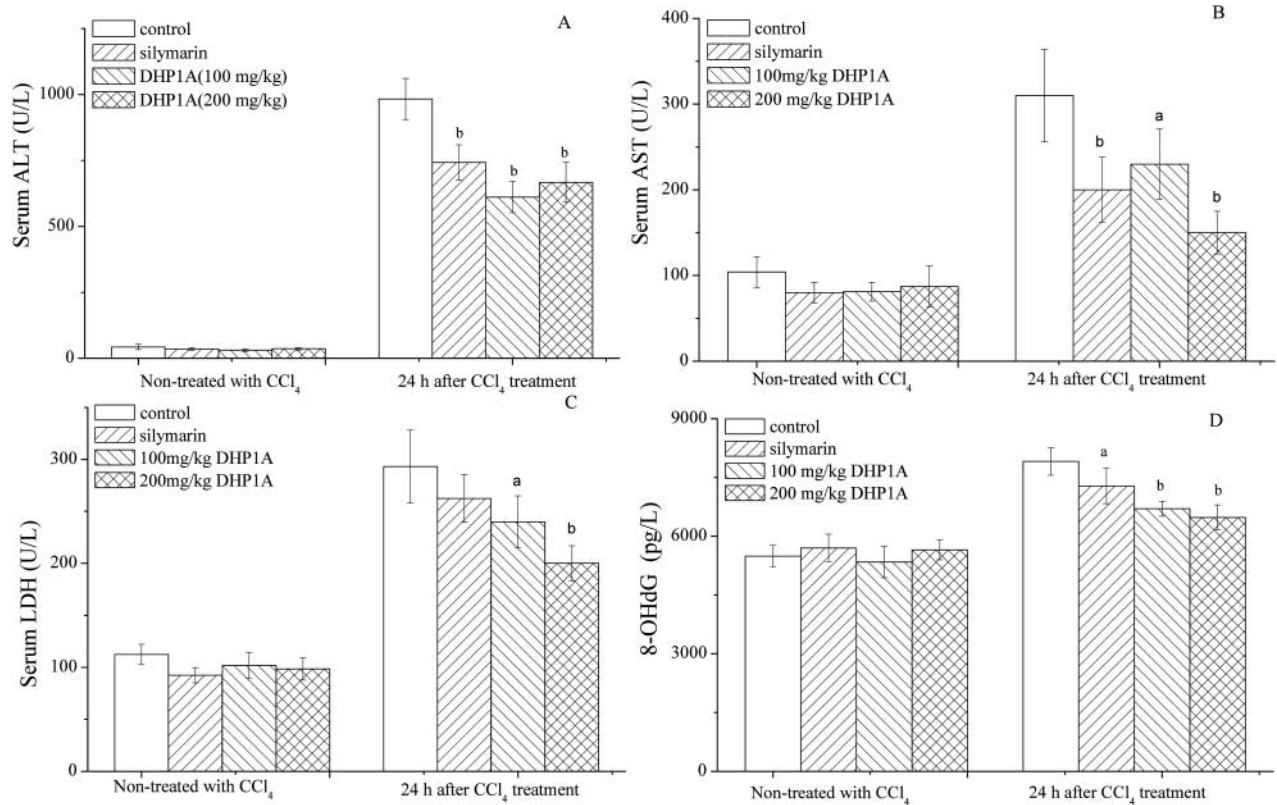 A
control
silymarin
DHP1A(100 mg/kg)
DHP1A(200 mg/kg)
Serum ALT (U/L)
1000
500
0
b
b
b
Non-treated with CCl₄
24 h after CCl₄ treatment
B
control
silymarin
100mg/kg DHP1A
200 mg/kg DHP1A
Serum AST (U/L)
400
300
200
100
0
b
a
b
Non-treated with CCl₄
24 h after CCl₄ treatment
C
control
silymarin
100mg/kg DHP1A
200mg/kg DHP1A
Serum LDH (U/L)
300
200
100
0
a
b
Non-treated with CCl₄
24 h after CCl₄ treatment
D
control
silymarin
100 mg/kg DHP1A
200 mg/kg DHP1A
8-OHdG (pg/L)
9000
6000
3000
0
a
b
b
Non-treated with CCl₄
24 h after CCl₄ treatment